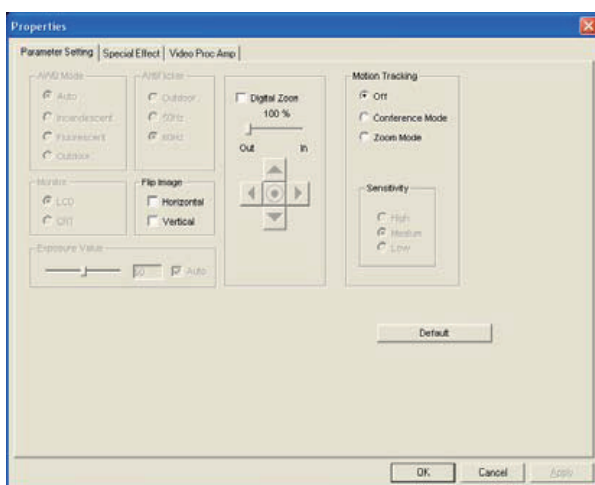 Properties
Parameter Setting
Special Effect
Video Proc Amp
AWB Mode
Auto
Incandescent
Fluorescent
Outdoor
AntiFlicker
Outdoor
50Hz
60Hz
Monitor
LCD
CRT
Flip Image
Horizontal
Vertical
Exposure Value
50
Auto
Digital Zoom
100 %
Out
In
Motion Tracking
Off
Conference Mode
Zoom Mode
Sensitivity
High
Medium
Low
Default
OK
Cancel
Apply